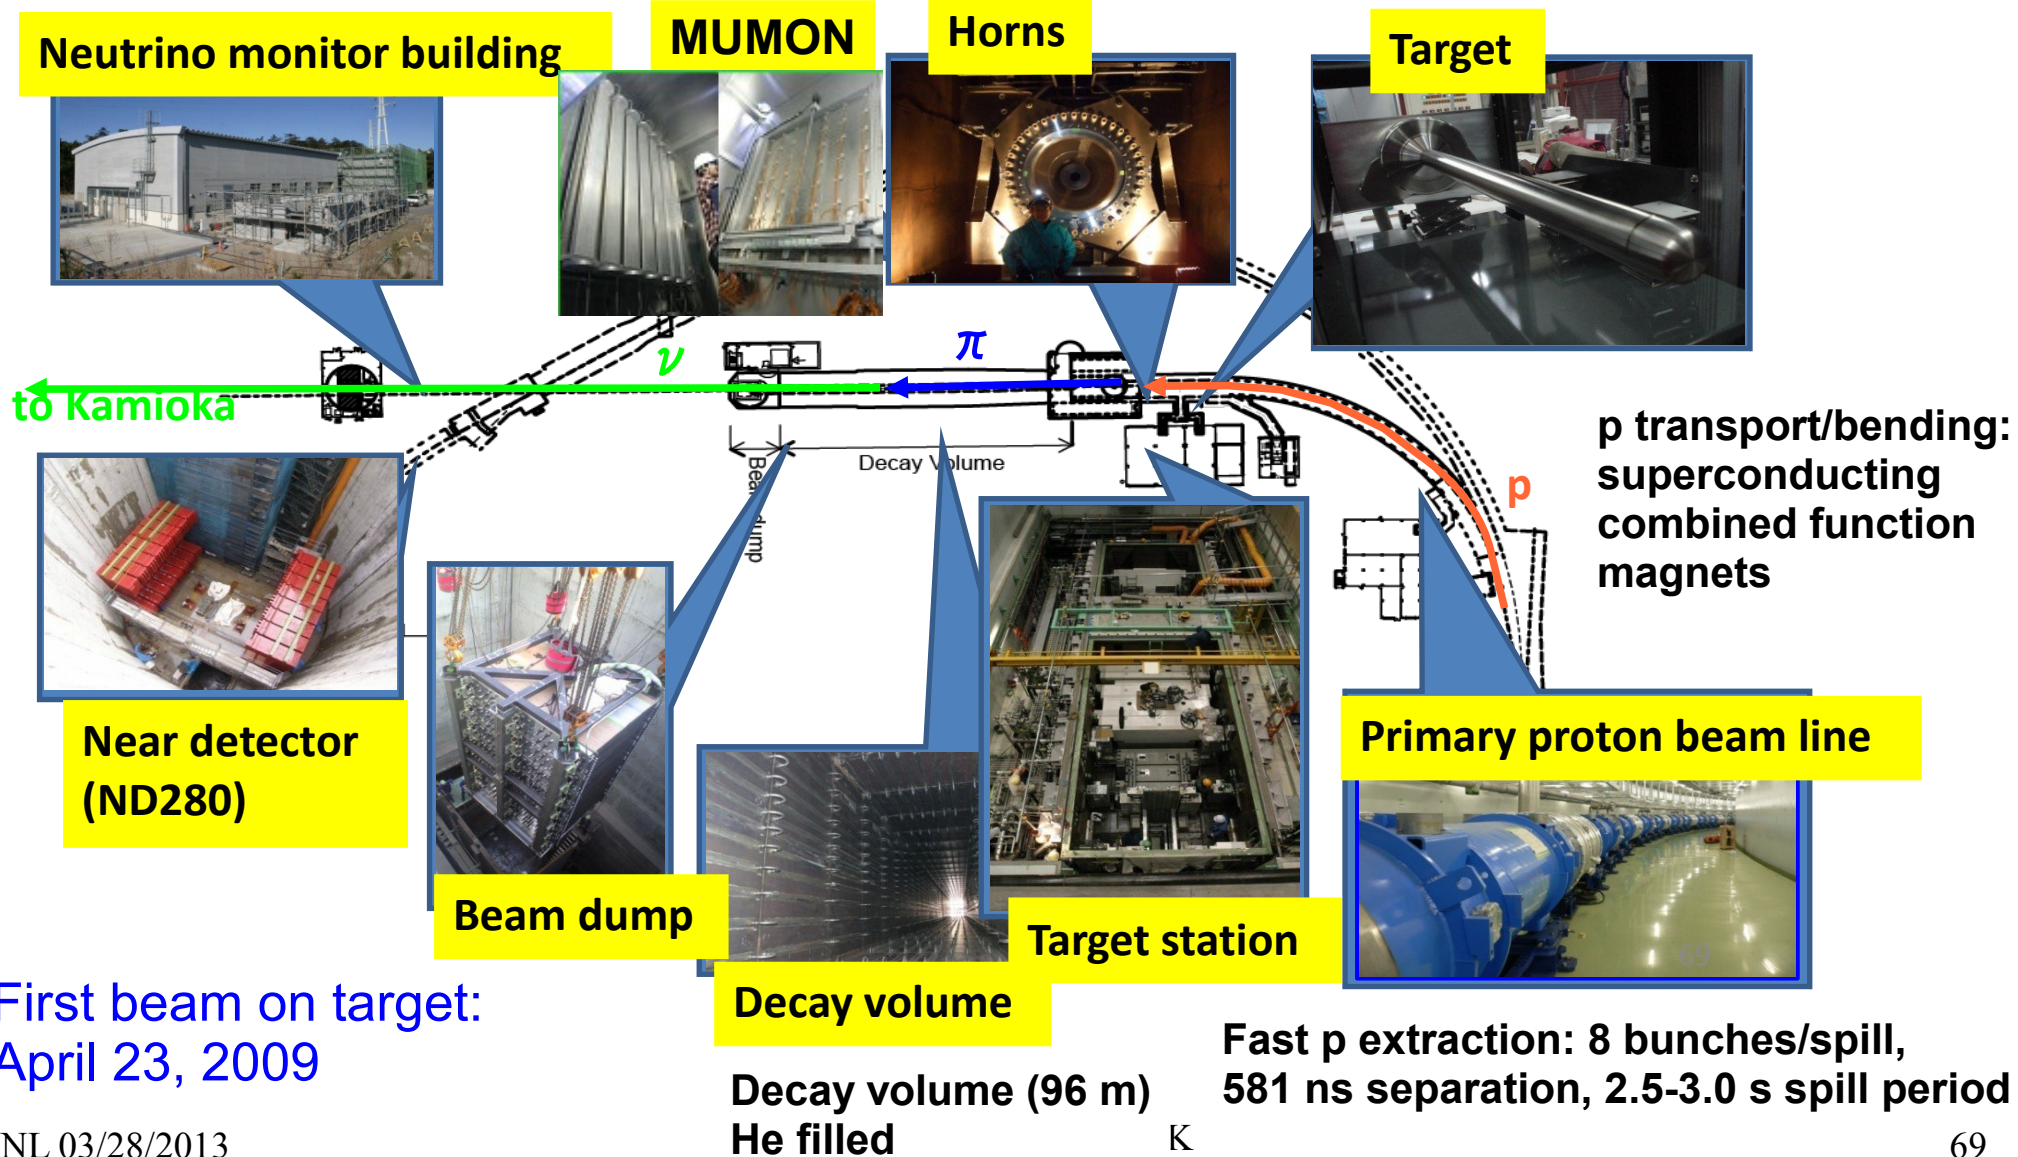 Neutrino monitor building
MUMON
Horns
Target
ν
π
to Kamioka
Decay Volume
p
p transport/bending:
superconducting
combined function
magnets
Near detector
(ND280)
Primary proton beam line
Beam dump
Target station
69
Decay volume
First beam on target:
April 23, 2009
Fast p extraction: 8 bunches/spill,
581 ns separation, 2.5-3.0 s spill period
Decay volume (96 m)
He filled
NL 03/28/2013
K
69